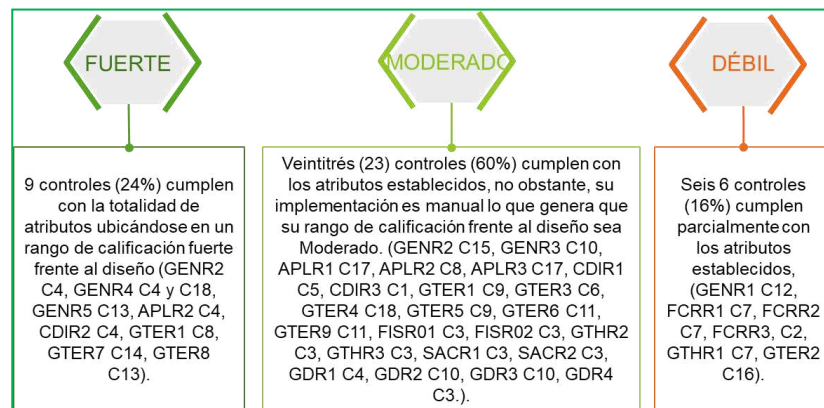 FUERTE
9 controles (24%) cumplen
con la totalidad de
atributos ubicándose en un
rango de calificación fuerte
frente al diseño (GENR2
C4, GENR4 C4 y C18,
GENR5 C13, APLR2 C4,
CDIR2 C4, GTER1 C8,
GTER7 C14, GTER8
C13).
MODERADO
Veintitrés (23) controles (60%) cumplen con
los atributos establecidos, no obstante, su
implementación es manual lo que genera que
su rango de calificación frente al diseño sea
Moderado. (GENR2 C15, GENR3 C10,
APLR1 C17, APLR2 C8, APLR3 C17, CDIR1
C5, CDIR3 C1, GTER1 C9, GTER3 C6,
GTER4 C18, GTER5 C9, GTER6 C11,
GTER9 C11, FISR01 C3, FISR02 C3, GTHR2
C3, GTHR3 C3, SACR1 C3, SACR2 C3,
GDR1 C4, GDR2 C10, GDR3 C10, GDR4
C3.).
DÉBIL
Seis 6 controles
(16%) cumplen
parcialmente con
los atributos
establecidos,
(GENR1 C12,
FCRR1 C7, FCRR2
C7, FCRR3, C2,
GTHR1 C7, GTER2
C16).